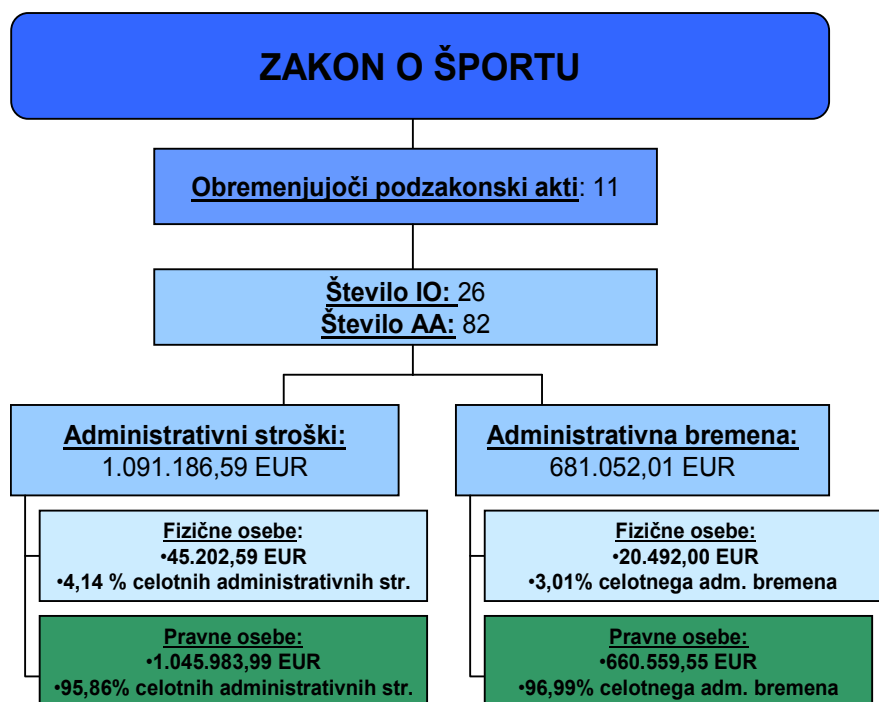 ZAKON O ŠPORTU
Obremenjujoči podzakonski akti: 11
Število IO: 26
Število AA: 82
Administrativni stroški:
1.091.186,59 EUR
Administrativna bremena:
681.052,01 EUR
Fizične osebe:
•45.202,59 EUR
•4,14 % celotnih administrativnih str.
Fizične osebe:
•20.492,00 EUR
•3,01% celotnega adm. bremena
Pravne osebe:
•1.045.983,99 EUR
•95,86% celotnih administrativnih str.
Pravne osebe:
•660.559,55 EUR
•96,99% celotnega adm. bremena